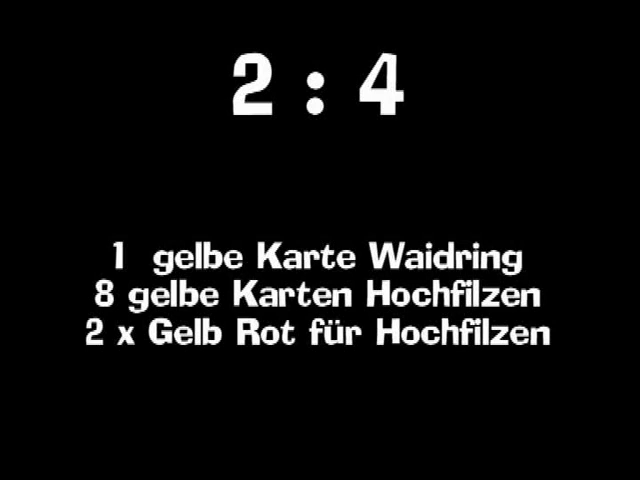 2 : 4
1 gelbe Karte Waidring
8 gelbe Karten Hochfilzen
2 x Gelb Rot für Hochfilzen